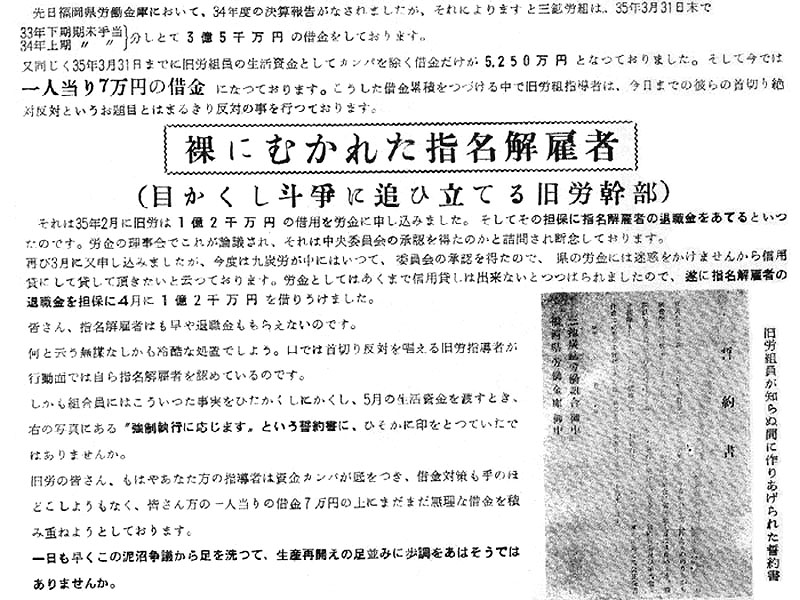 先日福岡県労働金庫において、34年度の決算報告がなされましたが、それによりますと三鉱労組は、35年3月31日末で
33年下期期末手当
34年上期 〃 〃
分しとて 3億5千万円 の借金をしております。
又同じく35年3月31日までに旧労組員の生活資金としてカンパを除く借金だけが 5,250万円 となつておりました。そして今では
一人当り7万円の借金 になつております。こうした借金累積をつづける中で旧労組指導者は、今日までの彼らの首切り絶
対反対というお題目とはまるきり反対の事を行つております。
裸にむかれた指名解雇者
(目かくし斗爭に追ひ立てる旧労幹部)
それは35年2月に旧労は 1億2千万円 の借用を労金に申し込みました。そしてその担保に指名解雇者の退職金をあてるといつ
たのです。労金の理事会でこれが論議され、それは中央委員会の承認を得たのかと詰問され断念しております。
再び3月に又申し込みましたが、今度は九炭労が中にはいつて、委員会の承認を得たので、県の労金には迷惑をかけませんから信用
貸にして貸して頂きたいと云つております。労金としてはあくまで信用貸しは出来ないとつつばられましたので、遂に指名解雇者の
退職金を担保に4月に 1億2千万円 を借りうけました。
皆さん、指名解雇者はも早や退職金ももらえないのです。
何と云う無謀なしかも冷酷な処置でしよう。口では首切り反対を唱える旧労指導者が
行動面では自ら指名解雇者を認めているのです。
しかも組合員にはこういつた事実をひたかくしにかくし、5月の生活資金を渡すとき、
右の写真にある〝強制執行に応じます〟という誓約書に、ひそかに印をとつていたで
はありませんか。
旧労の皆さん、もはやあなた方の指導者は資金カンパが底をつき、借金対策も手のほ
どこしようもなく、皆さん方の一人当りの借金7万円の上にまだまだ無理な借金を積
み重ねようとしております。
一日も早くこの泥沼争議から足を洗つて、生産再開えの足並みに歩調をあはそうでは
ありませんか。
旧労組員が知らぬ間に作りあげられた誓約書
誓約書
三池炭鉱労働組合 御中
福岡県労働金庫 御中